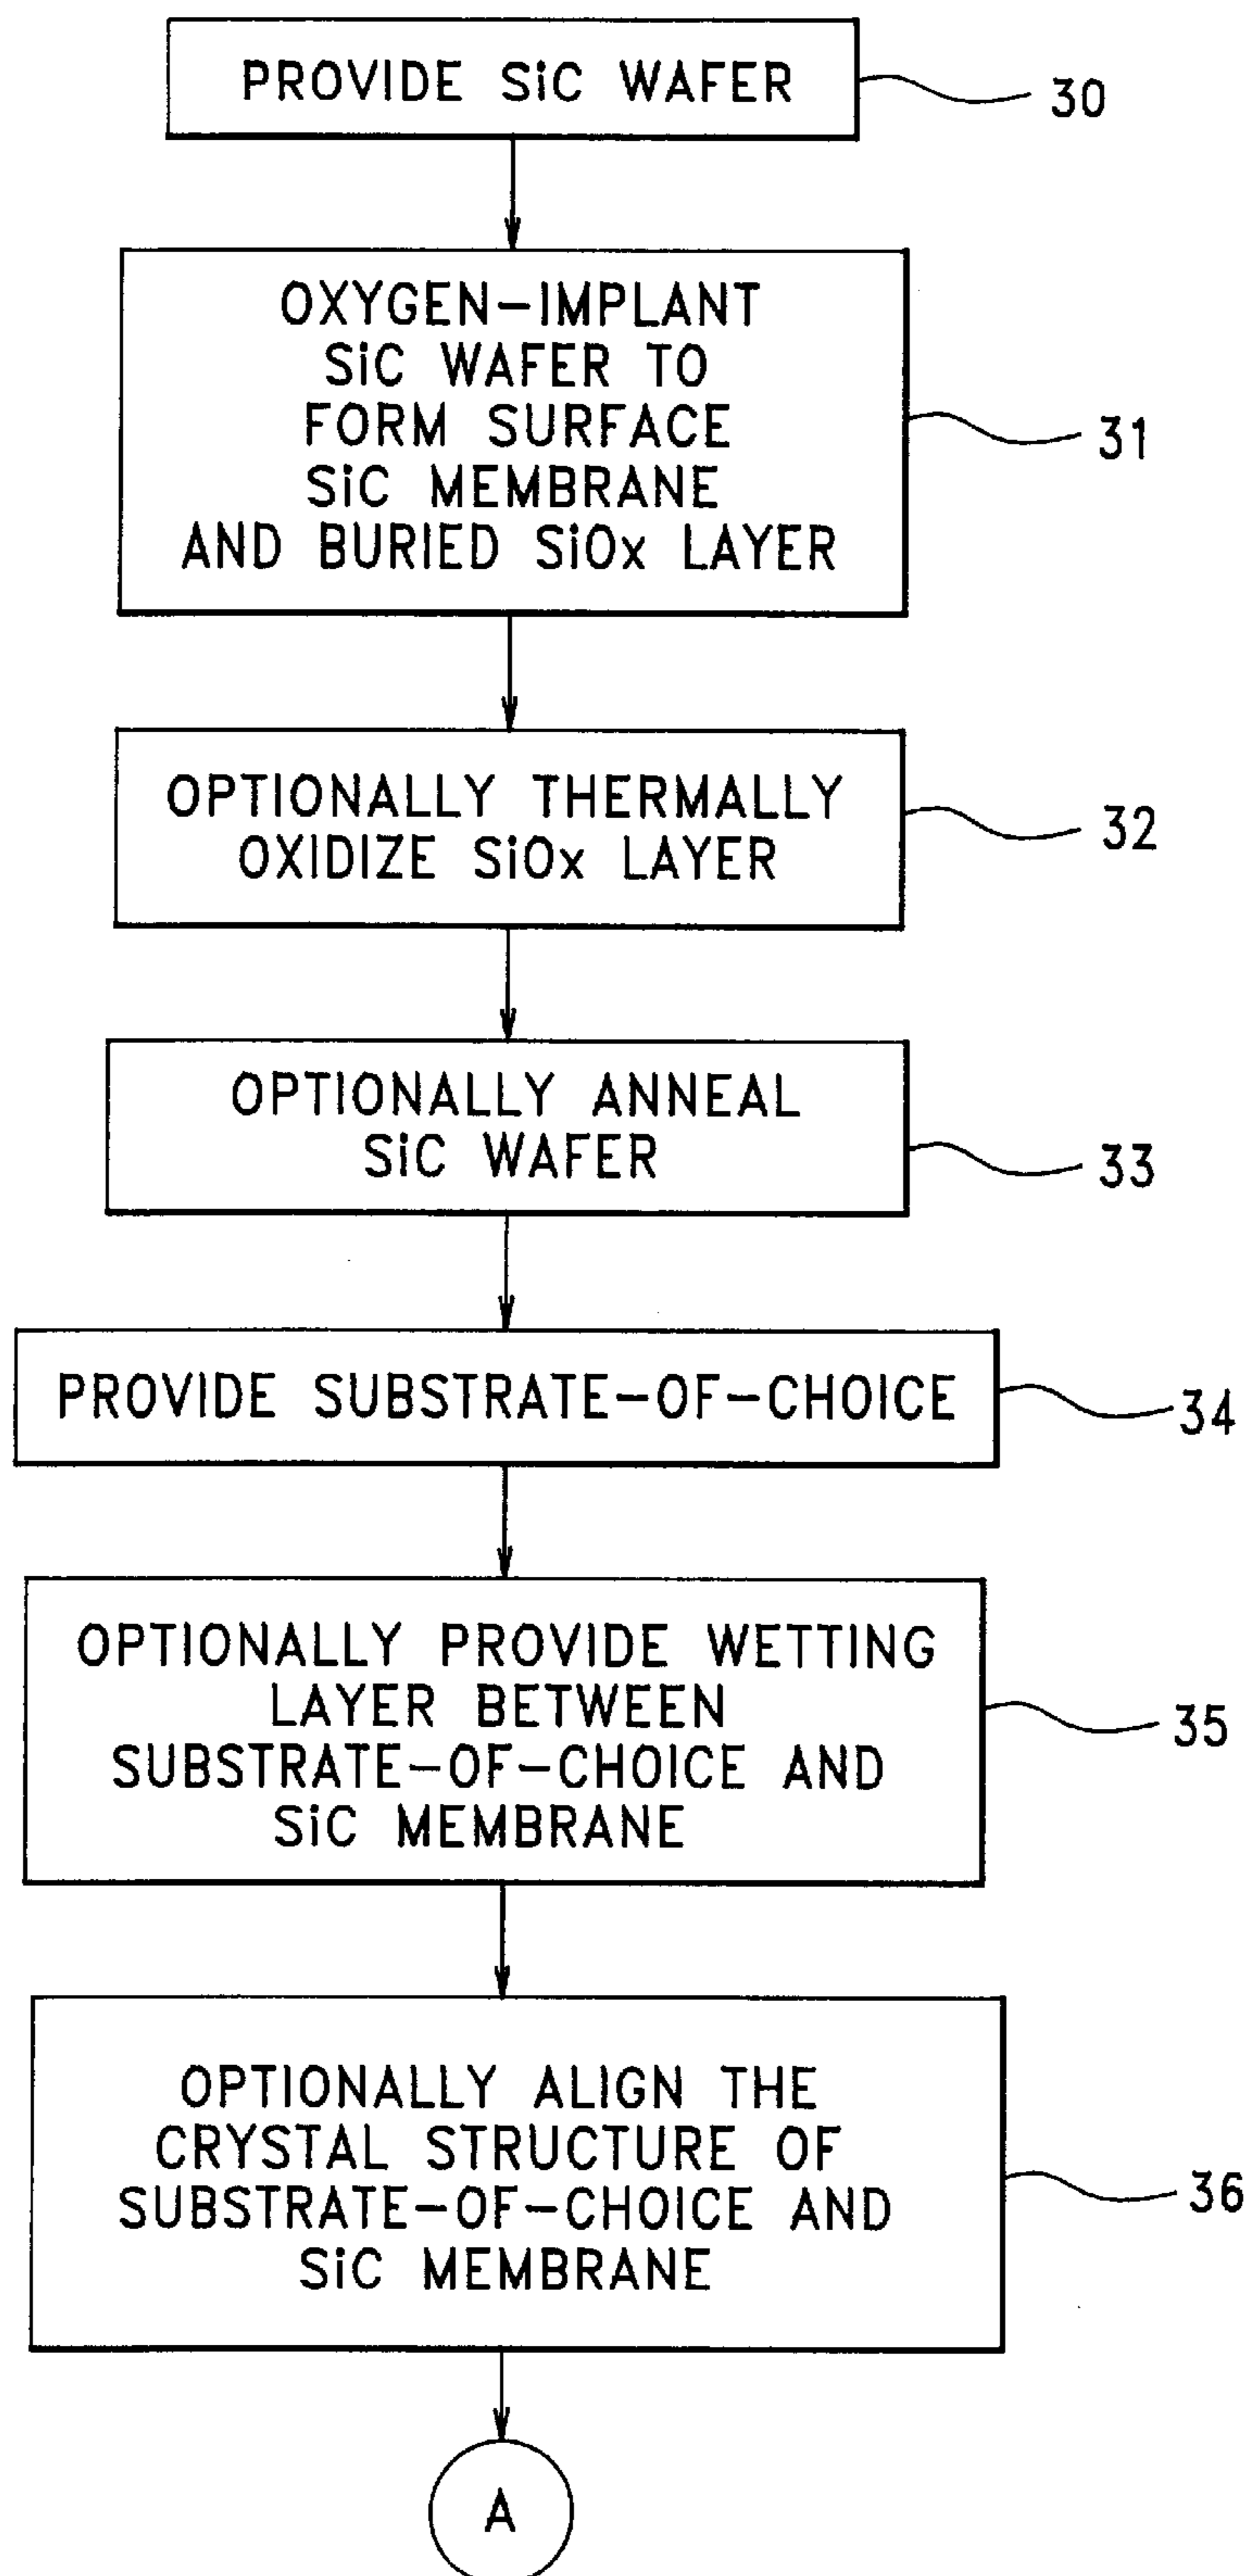 PROVIDE SiC WAFER
30
OXYGEN-IMPLANT
SiC WAFER TO
FORM SURFACE
SiC MEMBRANE
AND BURIED SiOx LAYER
31
OPTIONALLY THERMALLY
OXIDIZE SiOx LAYER
32
OPTIONALLY ANNEAL
SiC WAFER
33
PROVIDE SUBSTRATE-OF-CHOICE
34
OPTIONALLY PROVIDE WETTING
LAYER BETWEEN
SUBSTRATE-OF-CHOICE AND
SiC MEMBRANE
35
OPTIONALLY ALIGN THE
CRYSTAL STRUCTURE OF
SUBSTRATE-OF-CHOICE AND
SiC MEMBRANE
36
A